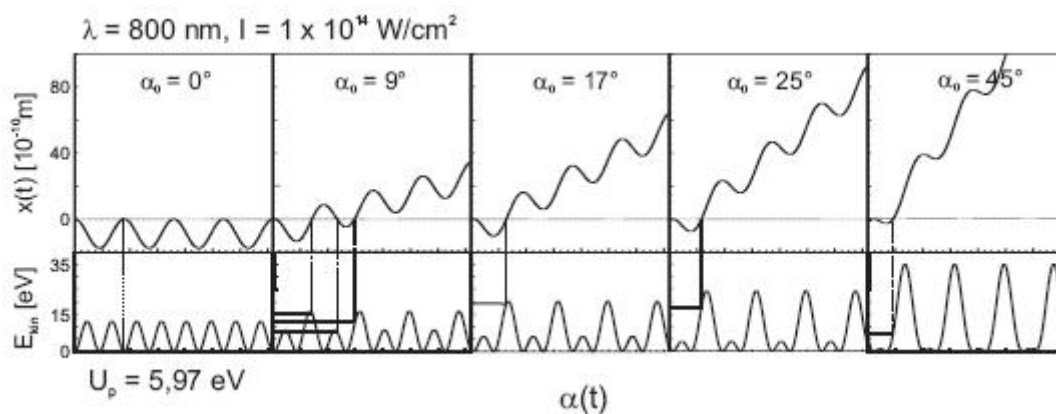 λ = 800 nm, I = 1 x 10¹⁴ W/cm²
α₀ = 0° α₀ = 9° α₀ = 17° α₀ = 25° α₀ = 45°
x(t) [10⁻¹⁰m]
80
40
0
E_kin [eV]
35
15
0
U_p = 5,97 eV
α(t)